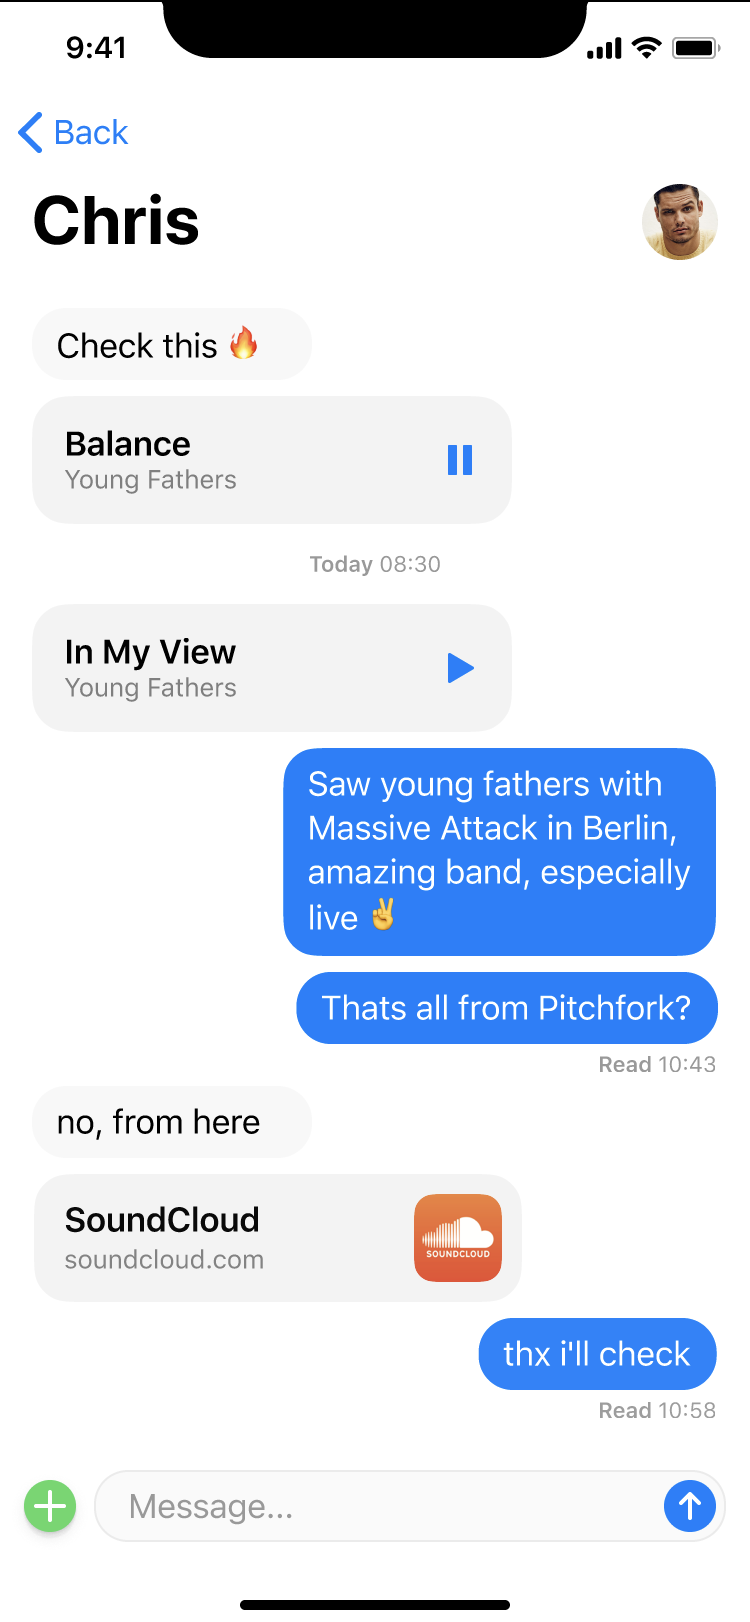 9:41
Back
Chris
Check this 🔥
Balance
Young Fathers
Today 08:30
In My View
Young Fathers
Saw young fathers with
Massive Attack in Berlin,
amazing band, especially
live ✌️
Thats all from Pitchfork?
Read 10:43
no, from here
SoundCloud
soundcloud.com
SOUNDCLOUD
thx i'll check
Read 10:58
Message...